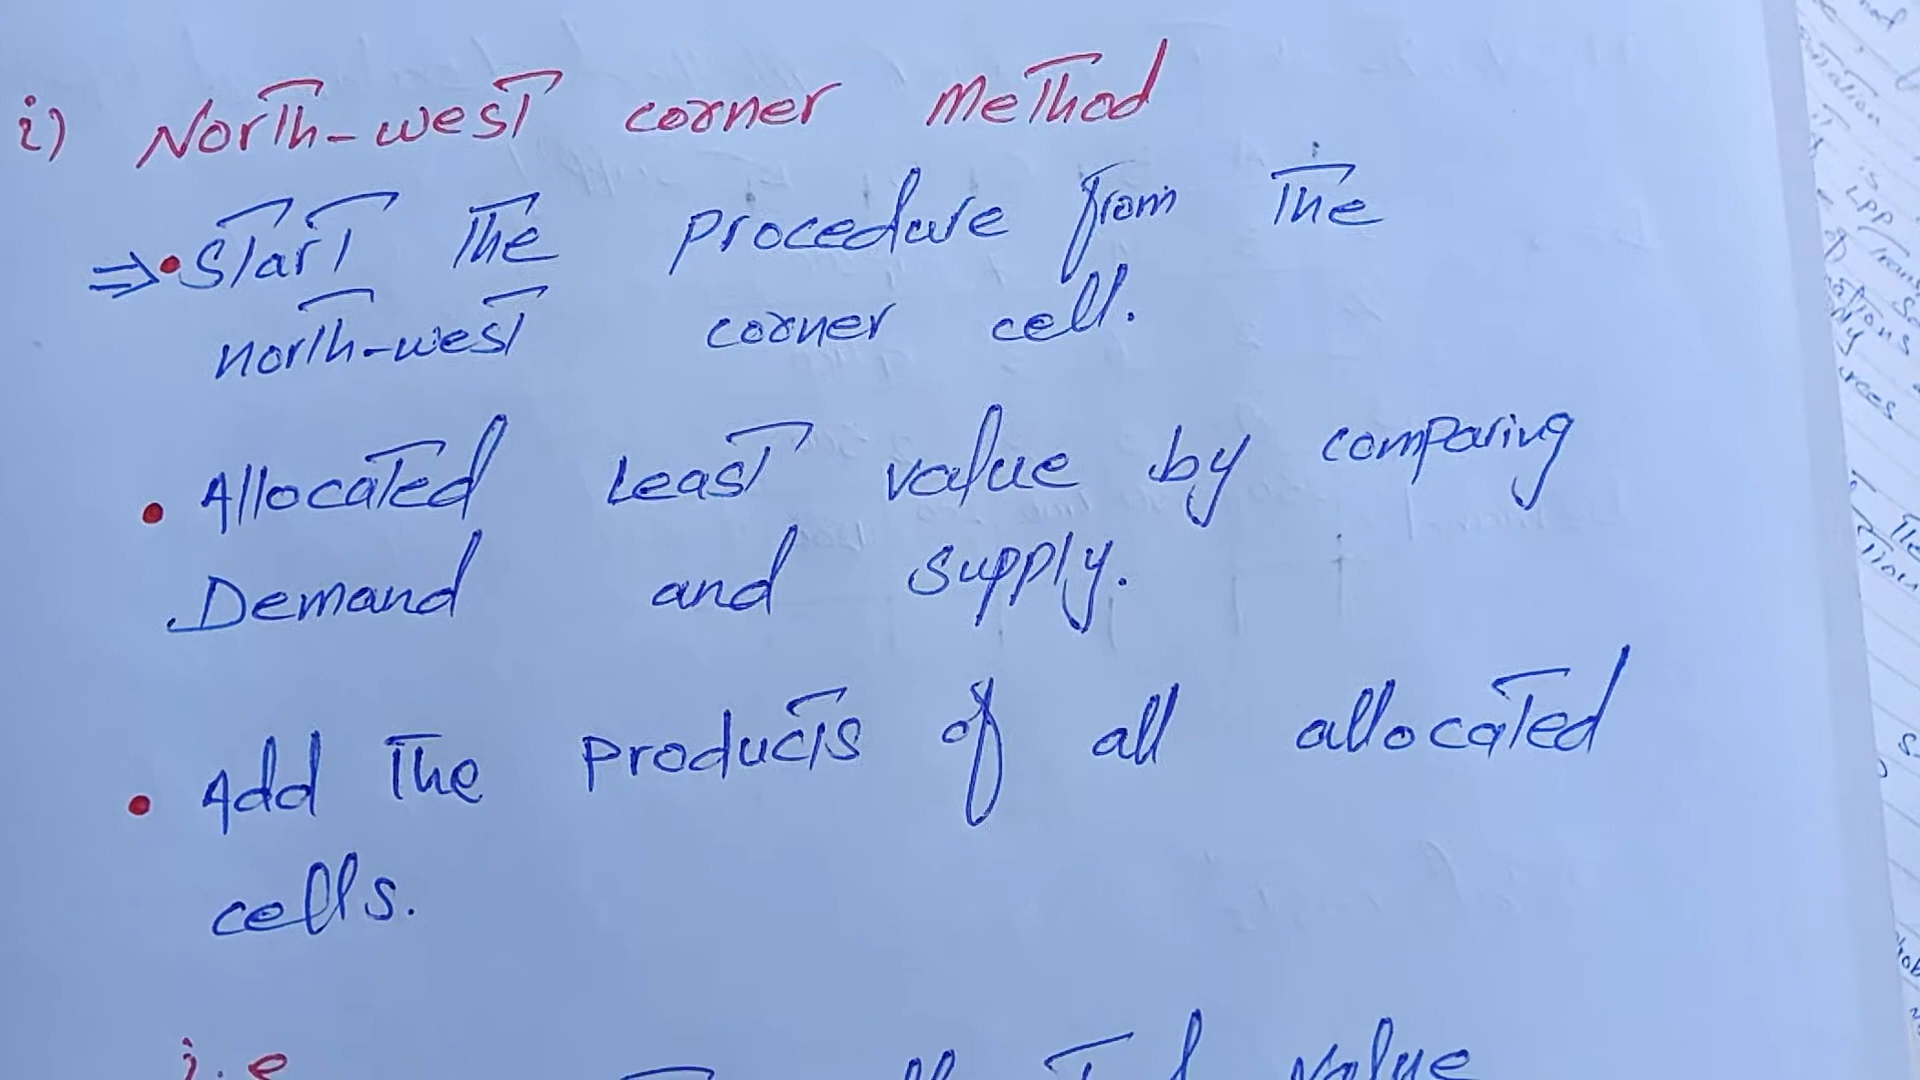 i) North-west corner method
⇒• Start the procedure from the
north-west corner cell.
• Allocated Least value by comparing
Demand and supply.
• Add the products of all allocated
cells.
i.e value